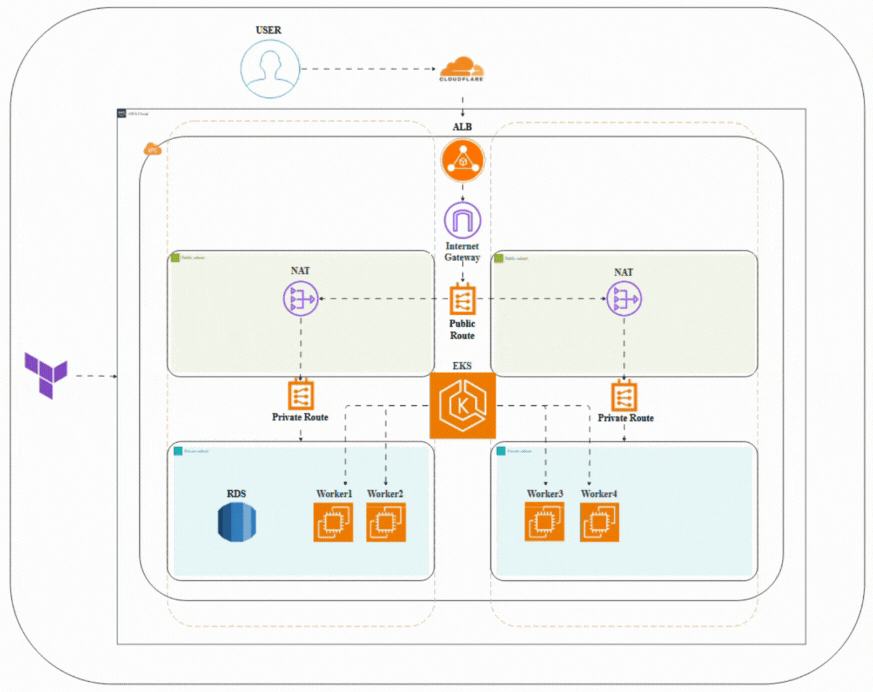 USER
CLOUDFLARE
AWS Cloud
ALB
VPC
Internet
Gateway
Public subnet
Public subnet
NAT
NAT
Public
Route
EKS
Private Route
Private Route
Private subnet
Private subnet
RDS
Worker1
Worker2
Worker3
Worker4